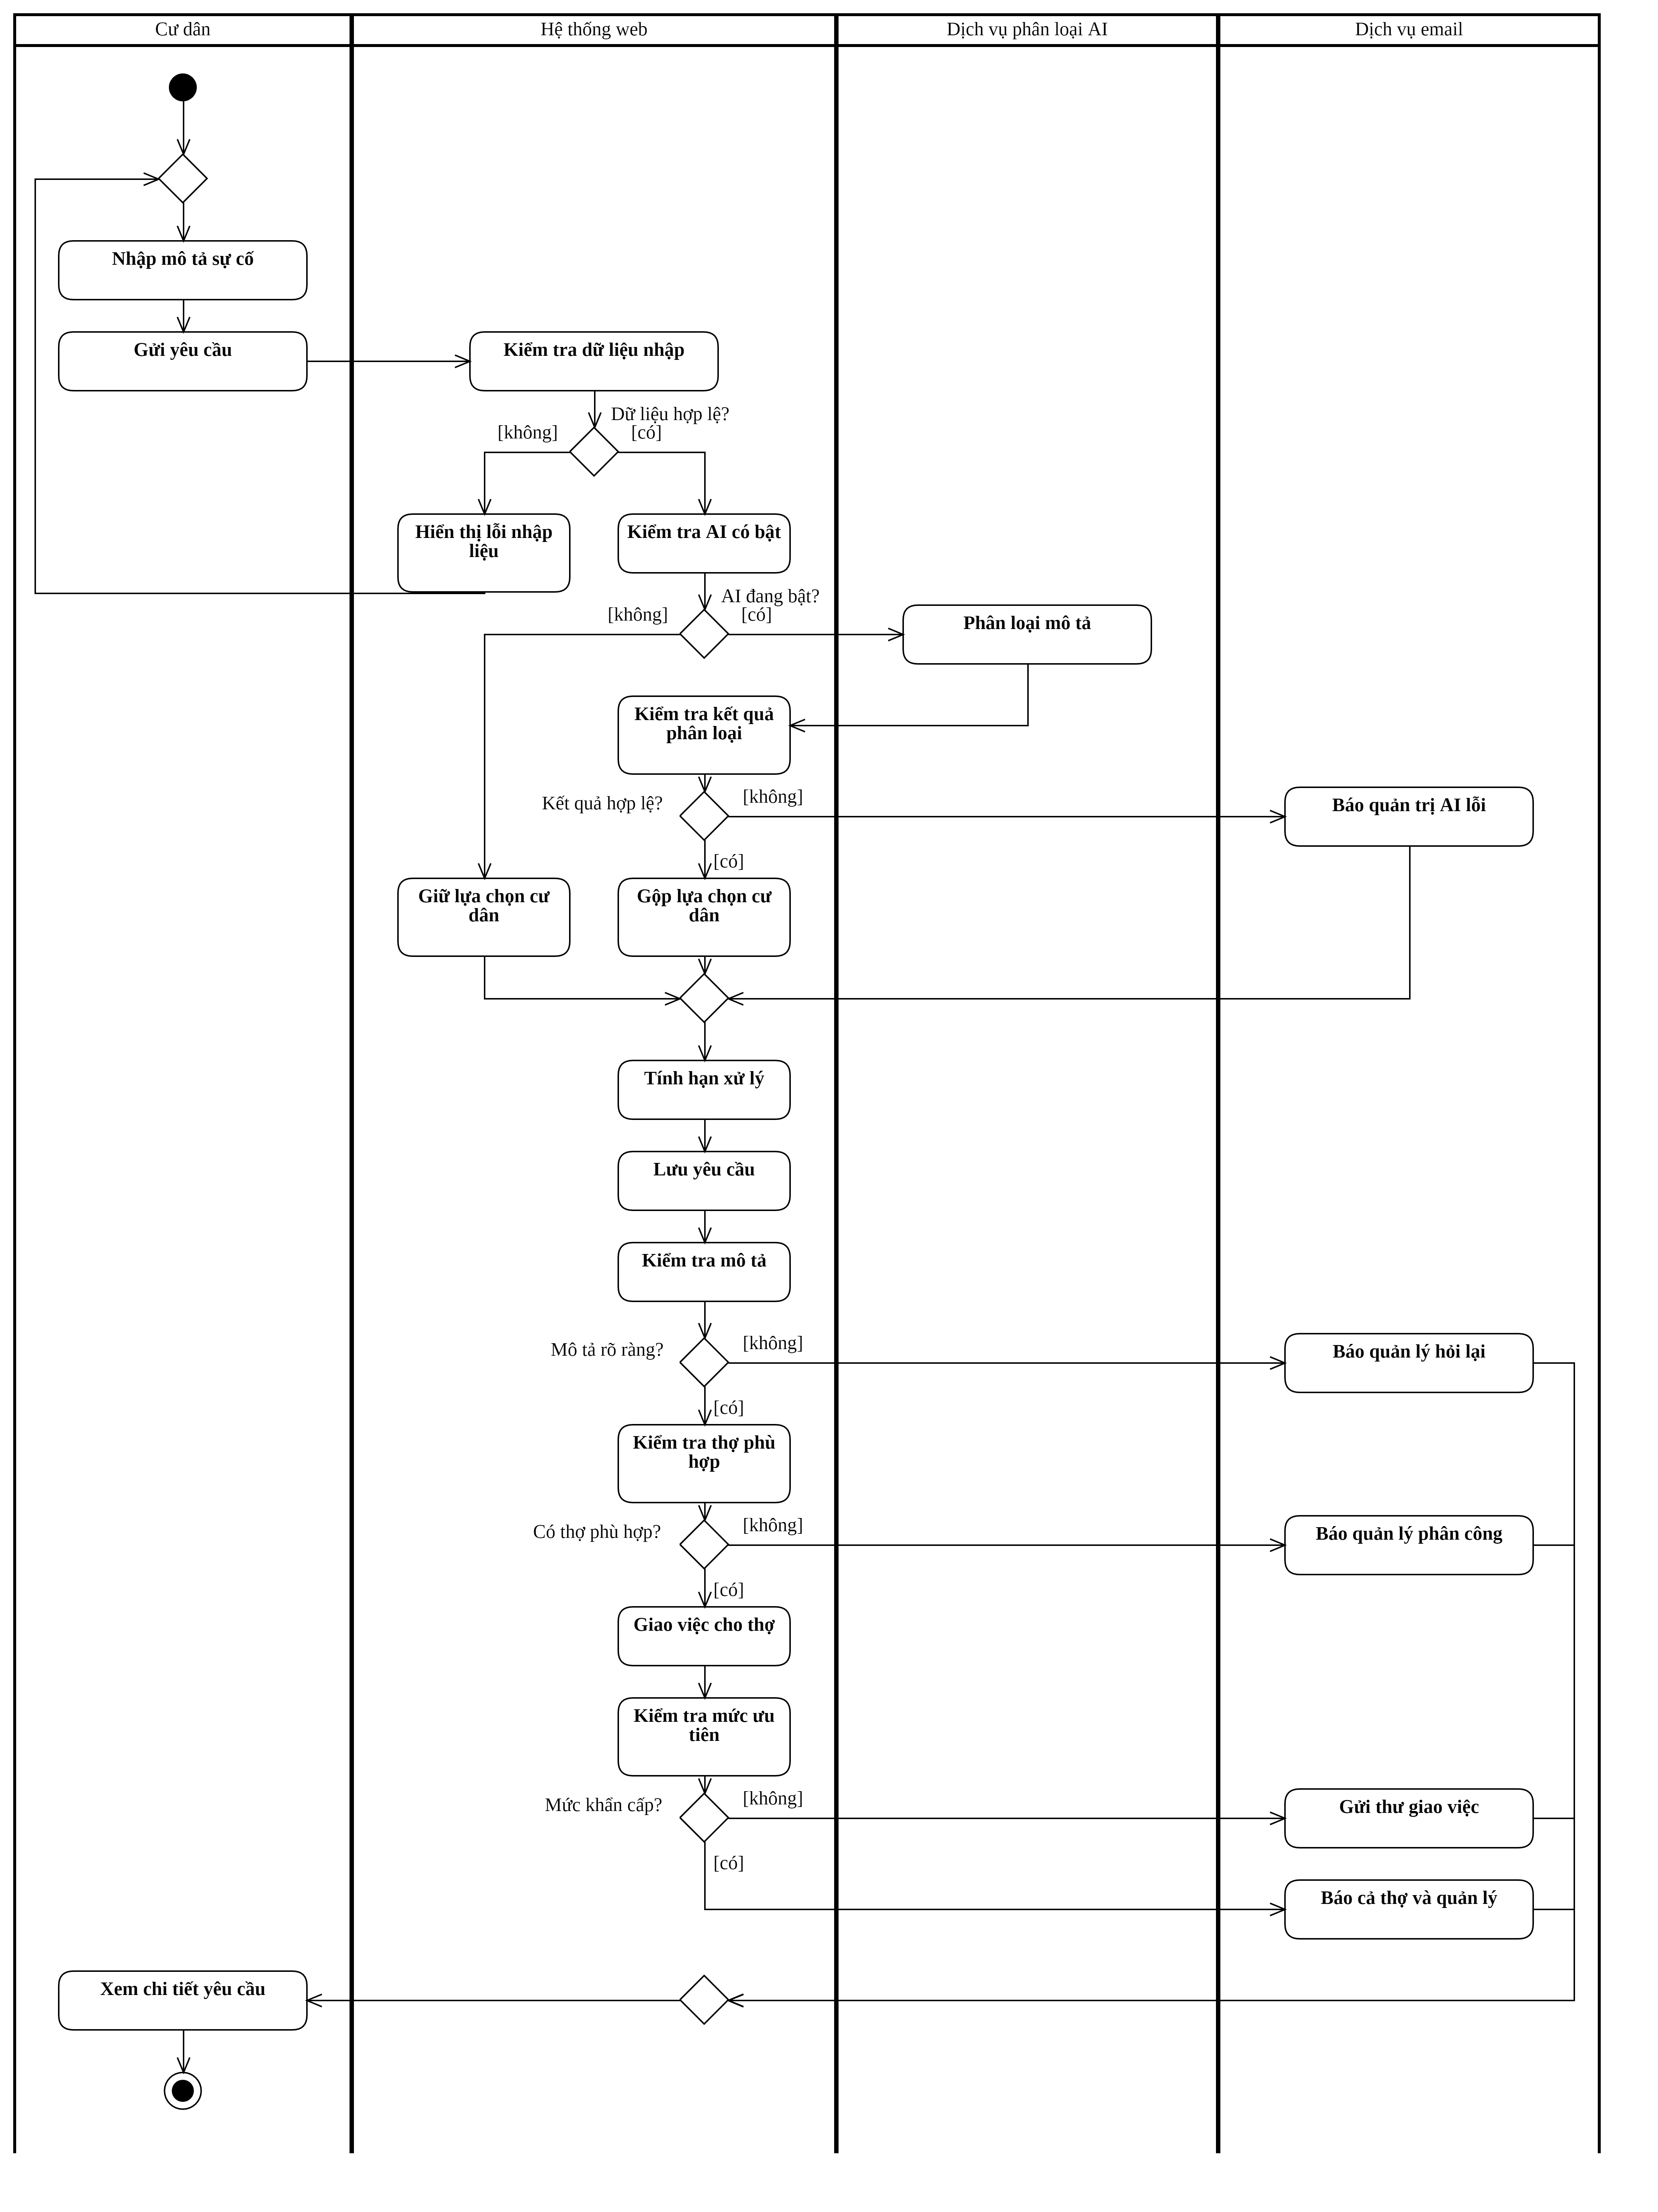 Cư dân
Hệ thống web
Dịch vụ phân loại AI
Dịch vụ email
Nhập mô tả sự cố
Gửi yêu cầu
Kiểm tra dữ liệu nhập
Dữ liệu hợp lệ?
[không]
[có]
Hiển thị lỗi nhập
liệu
Kiểm tra AI có bật
AI đang bật?
[không]
[có]
Phân loại mô tả
Kiểm tra kết quả
phân loại
Kết quả hợp lệ?
[không]
Báo quản trị AI lỗi
[có]
Giữ lựa chọn cư
dân
Gộp lựa chọn cư
dân
Tính hạn xử lý
Lưu yêu cầu
Kiểm tra mô tả
Mô tả rõ ràng?
[không]
Báo quản lý hỏi lại
[có]
Kiểm tra thợ phù
hợp
Có thợ phù hợp?
[không]
Báo quản lý phân công
[có]
Giao việc cho thợ
Kiểm tra mức ưu
tiên
Mức khẩn cấp?
[không]
Gửi thư giao việc
[có]
Báo cả thợ và quản lý
Xem chi tiết yêu cầu